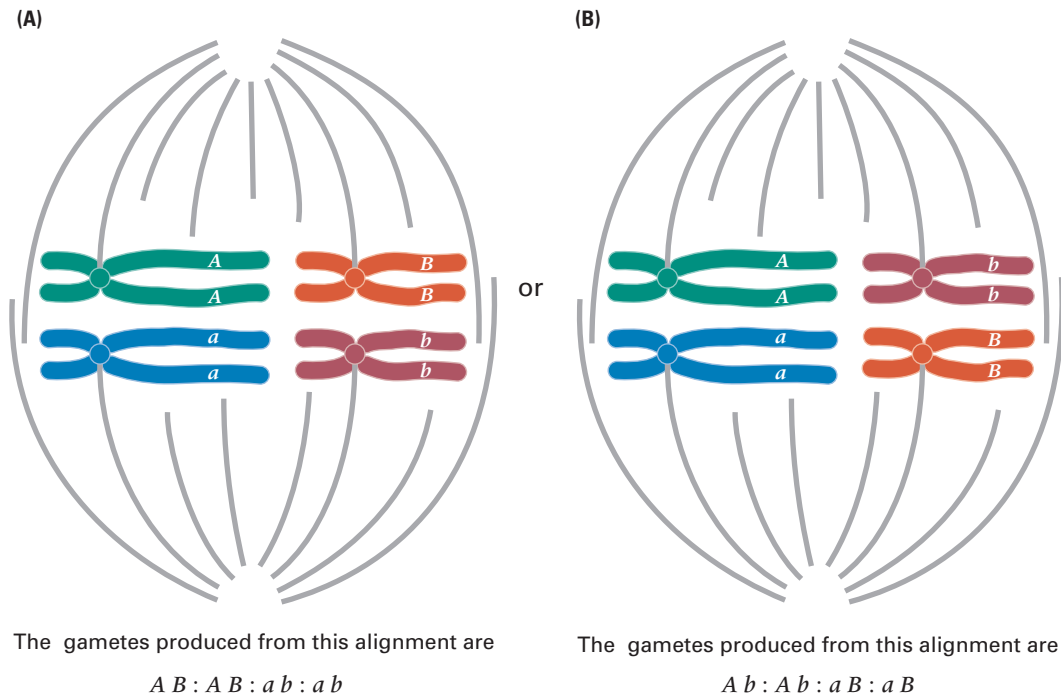 (A)
A
A
B
B
a
a
b
b
The gametes produced from this alignment are
A B : A B : a b : a b
or
(B)
A
A
b
b
a
a
B
B
The gametes produced from this alignment are
A b : A b : a B : a B